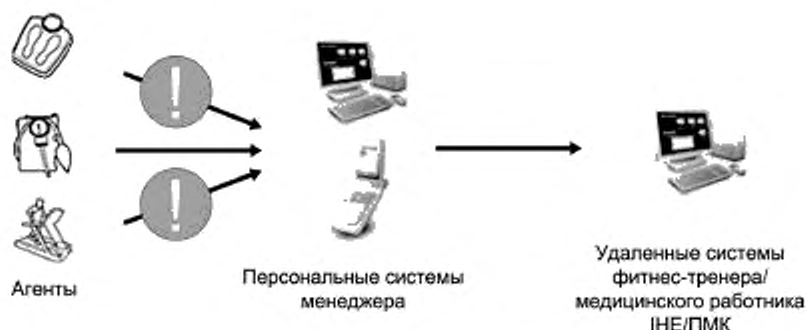 Агенты
Персональные системы
менеджера
Удаленные системы
фитнес-тренера/
медицинского работника
IHE/ПМК